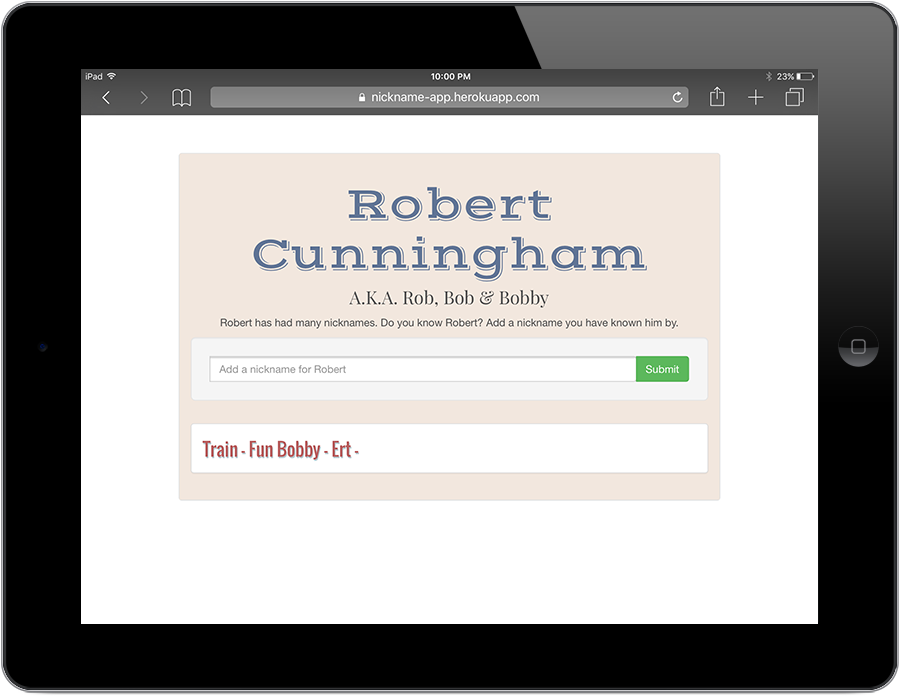 iPad 10:00 PM 23%
nickname-app.herokuapp.com
Robert
Cunningham
A.K.A. Rob, Bob & Bobby
Robert has had many nicknames. Do you know Robert? Add a nickname you have known him by.
Add a nickname for Robert Submit
Train - Fun Bobby - Ert -